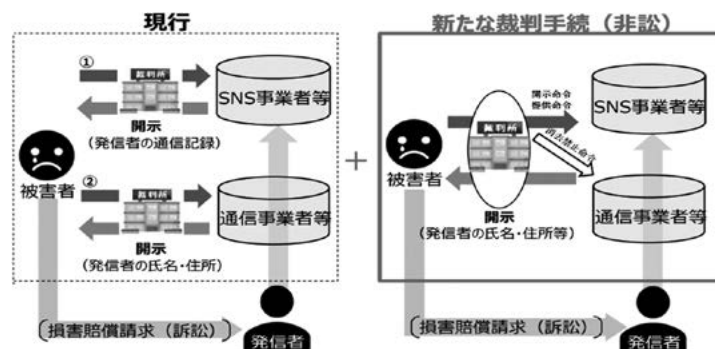 現行
①
裁判所
SNS事業者等
開示
(発信者の通信記録)
被害者
②
裁判所
通信事業者等
開示
(発信者の氏名・住所)
損害賠償請求(訴訟)
発信者
+
新たな裁判手続(非訟)
開示命令
提供命令
SNS事業者等
裁判所
消去禁止命令
被害者
通信事業者等
開示
(発信者の氏名・住所等)
損害賠償請求(訴訟)
発信者